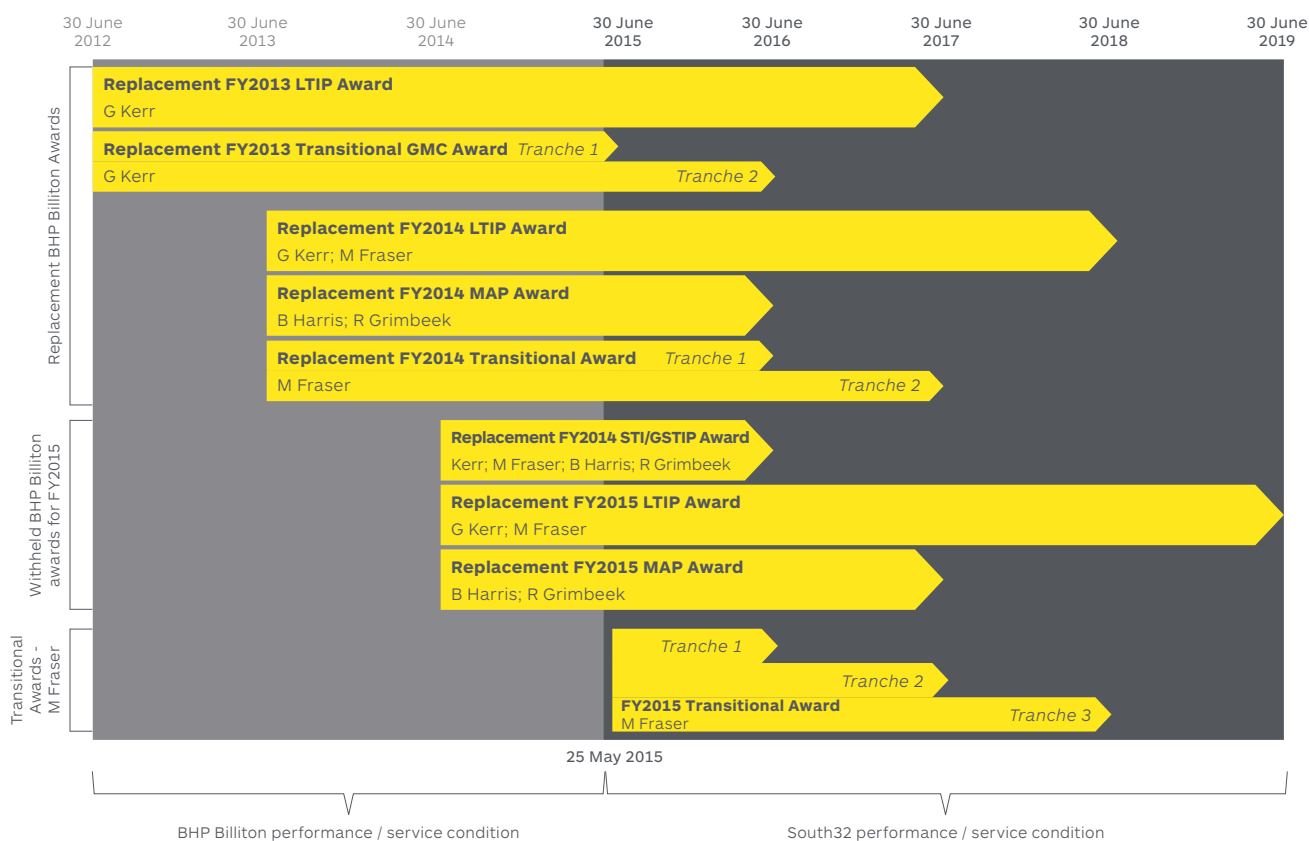 30 June 2012
30 June 2013
30 June 2014
30 June 2015
30 June 2016
30 June 2017
30 June 2018
30 June 2019
Replacement BHP Billiton Awards
Replacement FY2013 LTIP Award
G Kerr
Replacement FY2013 Transitional GMC Award Tranche 1
G Kerr Tranche 2
Replacement FY2014 LTIP Award
G Kerr; M Fraser
Replacement FY2014 MAP Award
B Harris; R Grimbeek
Replacement FY2014 Transitional Award Tranche 1
M Fraser Tranche 2
Withheld BHP Billiton
awards for FY2015
Replacement FY2014 STI/GSTIP Award
Kerr; M Fraser; B Harris; R Grimbeek
Replacement FY2015 LTIP Award
G Kerr; M Fraser
Replacement FY2015 MAP Award
B Harris; R Grimbeek
Transitional
Awards -
M Fraser
Tranche 1
Tranche 2
FY2015 Transitional Award
M Fraser
Tranche 3
25 May 2015
BHP Billiton performance / service condition
South32 performance / service condition